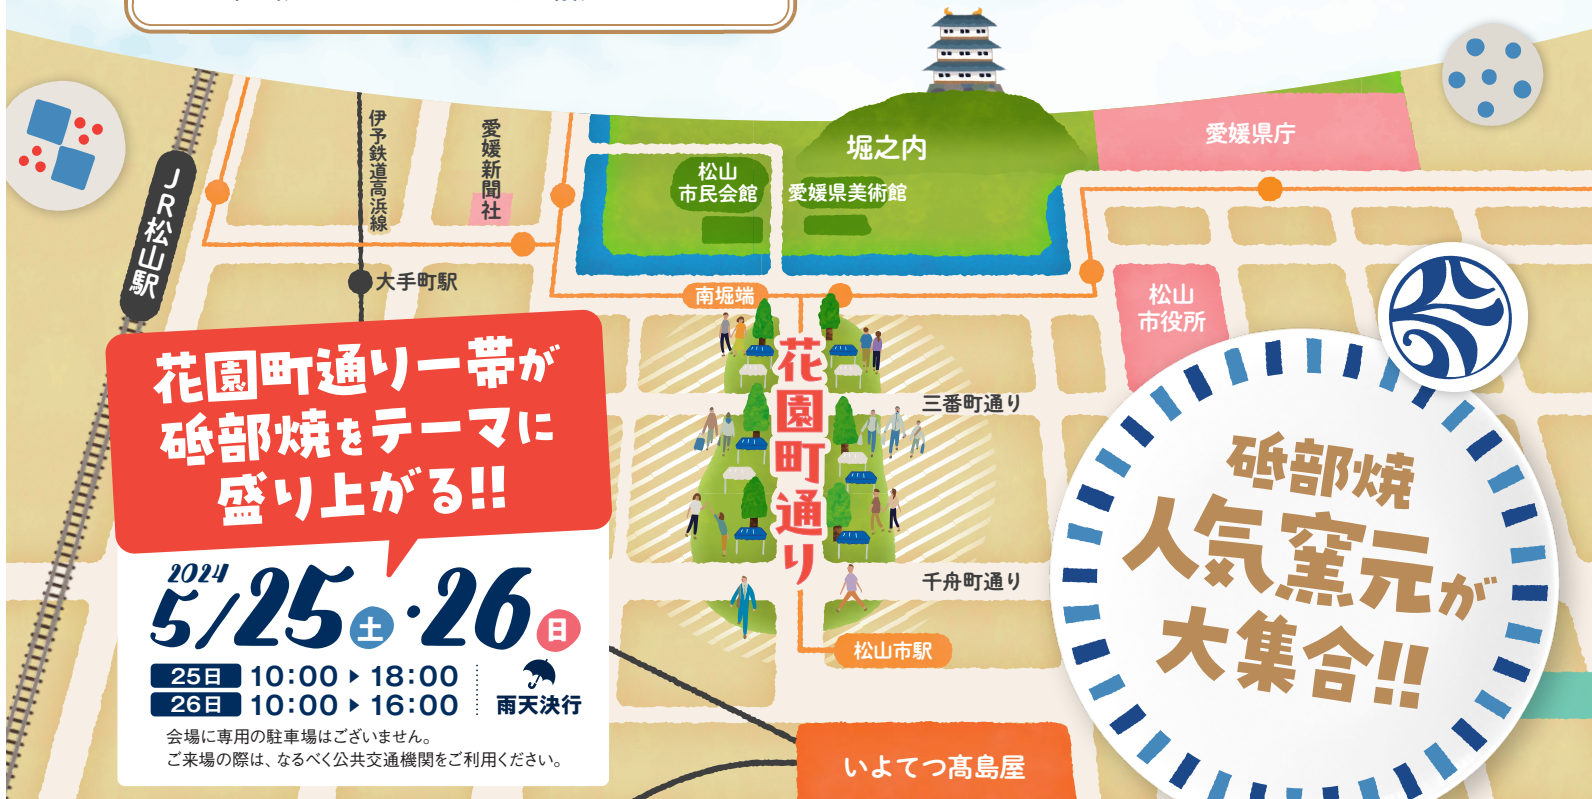 堀之内
愛媛県庁
松山
市民会館
愛媛県美術館
伊予鉄道高浜線
愛媛新聞社
JR松山駅
大手町駅
南堀端
松山
市役所
花園町通り
三番町通り
千舟町通り
松山市駅
いよてつ髙島屋
花園町通り一帯が
砥部焼をテーマに
盛り上がる!!
2024
5/25土・26日
25日 10:00 ▶ 18:00
26日 10:00 ▶ 16:00
雨天決行
会場に専用の駐車場はございません。
ご来場の際は、なるべく公共交通機関をご利用ください。
砥部焼
人気窯元が
大集合!!